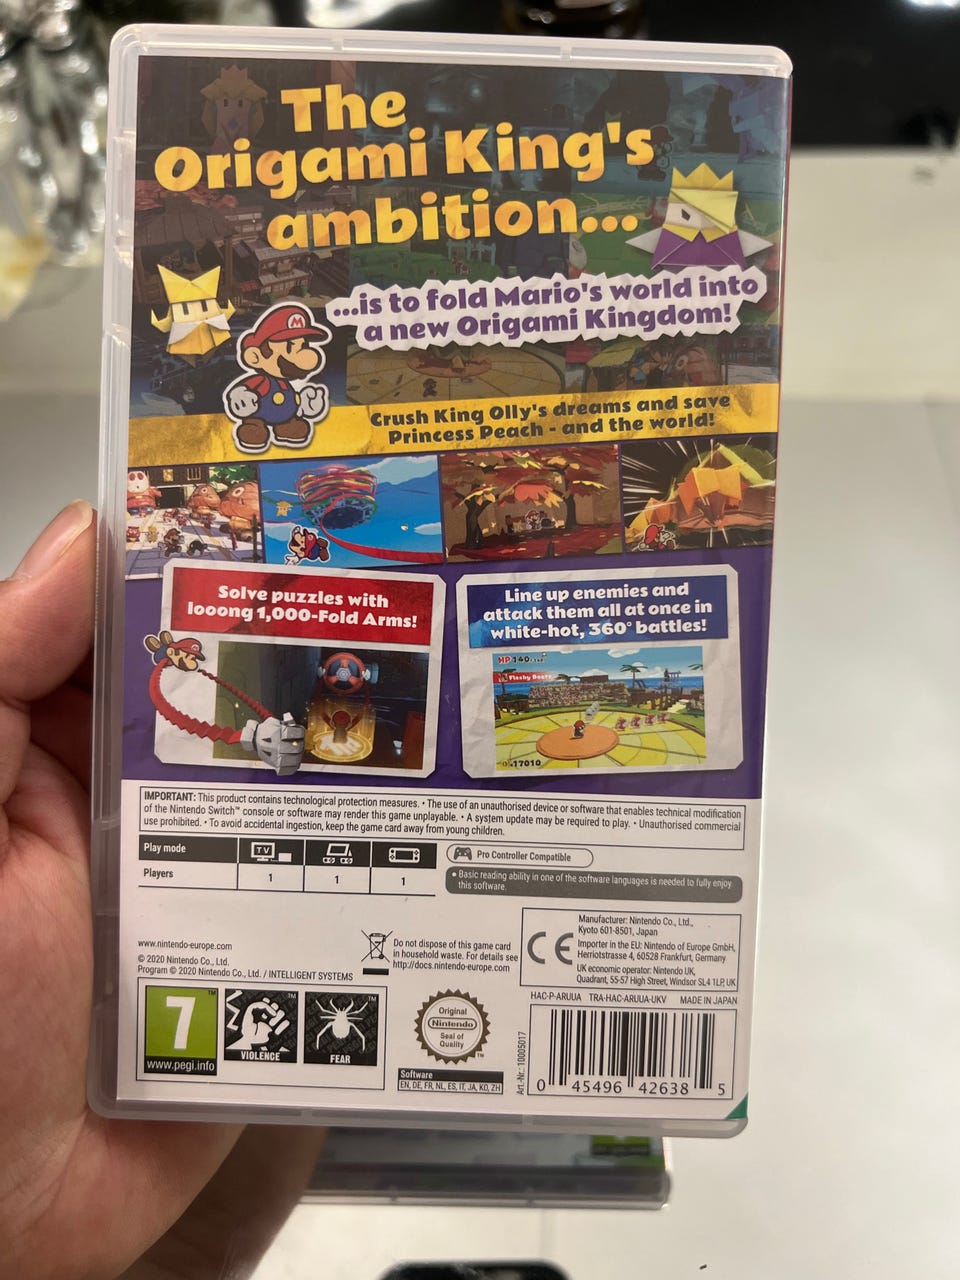 The
Origami King's
ambition...
...is to fold Mario's world into
a new Origami Kingdom!
Crush King Olly's dreams and save
Princess Peach - and the world!
Solve puzzles with
looong 1,000-Fold Arms!
Line up enemies and
attack them all at once in
white-hot, 360° battles!
HP 140
Flashy Boots
17010
IMPORTANT: This product contains technological protection measures. • The use of an unauthorised device or software that enables technical modification
of the Nintendo Switch™ console or software may render this game unplayable. • A system update may be required to play. • Unauthorised commercial
use prohibited. • To avoid accidental ingestion, keep the game card away from young children.
Play mode
TV
Players
1
1
1
Pro Controller Compatible
• Basic reading ability in one of the software languages is needed to fully enjoy
this software.
www.nintendo-europe.com
© 2020 Nintendo Co., Ltd.
Program © 2020 Nintendo Co., Ltd. / INTELLIGENT SYSTEMS
Do not dispose of this game card
in household waste. For details see
http://docs.nintendo-europe.com
CE
Manufacturer: Nintendo Co., Ltd.,
Kyoto 601-8501, Japan
Importer in the EU: Nintendo of Europe GmbH,
Herriotstrasse 4, 60528 Frankfurt, Germany
UK economic operator: Nintendo UK,
Quadrant, 55-57 High Street, Windsor SL4 1LP, UK
HAC-P-ARUUA TRA-HAC-ARUUA-UKV MADE IN JAPAN
7
www.pegi.info
VIOLENCE
FEAR
™
Original
Nintendo
Seal of
Quality
™
Software
EN, DE, FR, NL, ES, IT, JA, KO, ZH
Art.-Nr.: 10005017
0 45496 42638 5